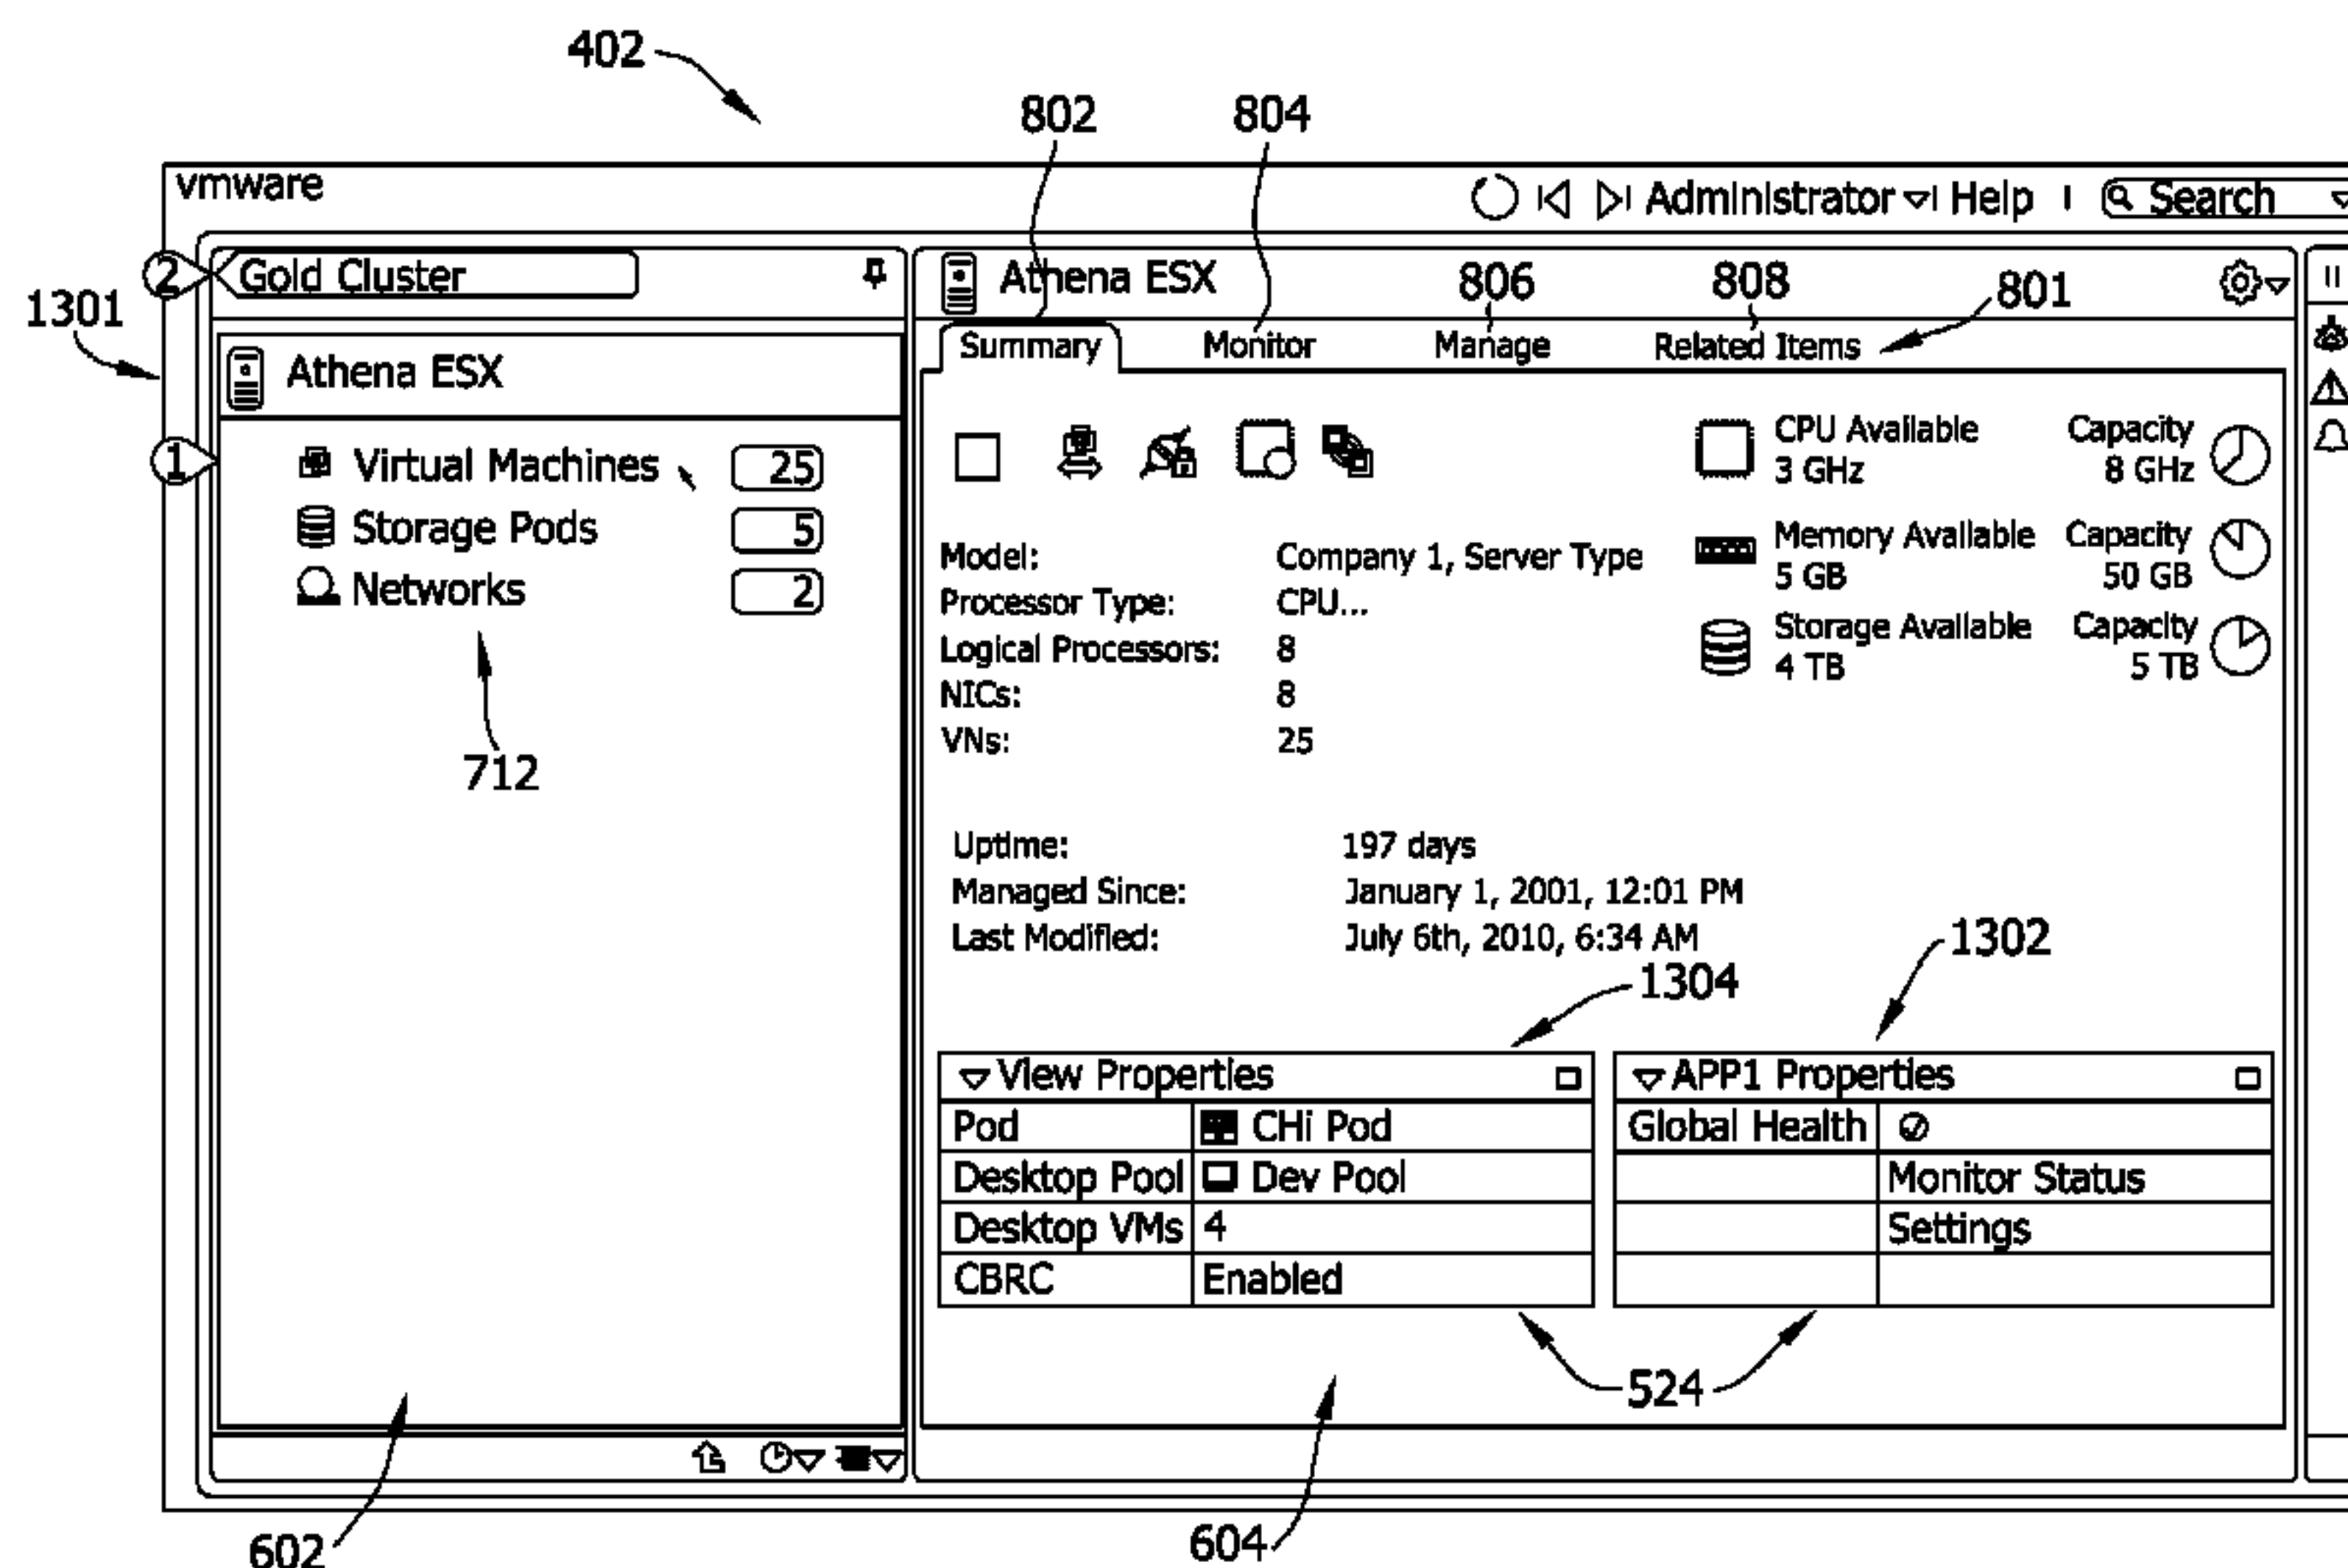 402
802 804
vmware
Administrator Help Search
2 Gold Cluster
Athena ESX 806 808 801
1301
Summary Monitor Manage Related Items
Athena ESX
1
Virtual Machines 25
Storage Pods 5
Networks 2
712
CPU Available Capacity
3 GHz 8 GHz
Memory Available Capacity
5 GB 50 GB
Storage Available Capacity
4 TB 5 TB
Model: Company 1, Server Type
Processor Type: CPU...
Logical Processors: 8
NICs: 8
VNs: 25
Uptime: 197 days
Managed Since: January 1, 2001, 12:01 PM
Last Modified: July 6th, 2010, 6:34 AM
1302
1304
View Properties
Pod CHi Pod
Desktop Pool Dev Pool
Desktop VMs 4
CBRC Enabled
APP1 Properties
Global Health
Monitor Status
Settings
524
602 604